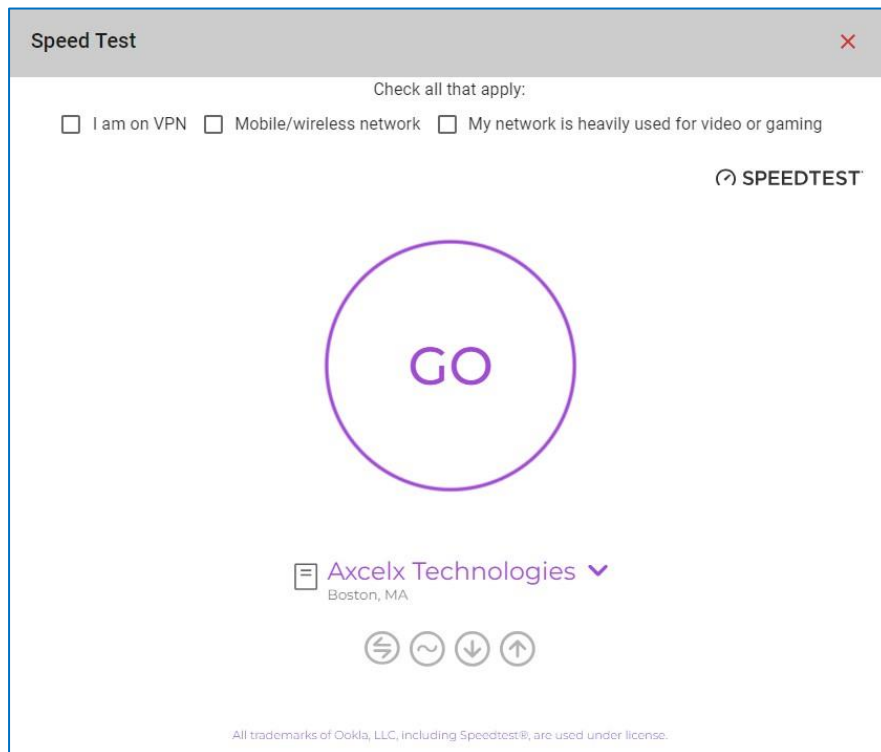 Speed Test
Check all that apply:
I am on VPN Mobile/wireless network My network is heavily used for video or gaming
SPEEDTEST
GO
Axcelx Technologies
Boston, MA
All trademarks of Ookla, LLC, including Speedtest®, are used under license.